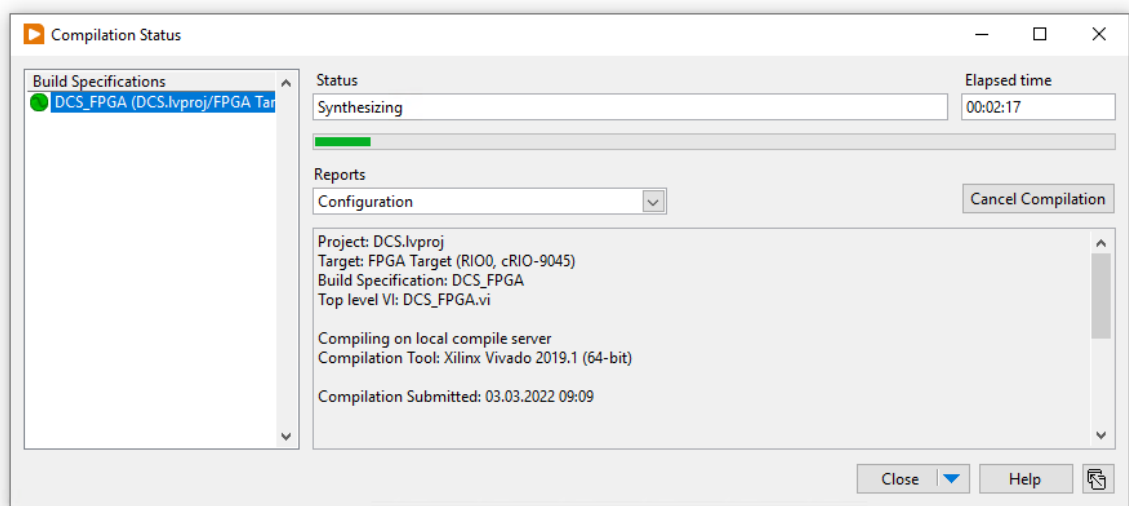 Compilation Status
Build Specifications
DCS_FPGA (DCS.lvproj/FPGA Tar
Status
Synthesizing
Elapsed time
00:02:17
Reports
Configuration
Cancel Compilation
Project: DCS.lvproj
Target: FPGA Target (RIO0, cRIO-9045)
Build Specification: DCS_FPGA
Top level VI: DCS_FPGA.vi
Compiling on local compile server
Compilation Tool: Xilinx Vivado 2019.1 (64-bit)
Compilation Submitted: 03.03.2022 09:09
Close
Help